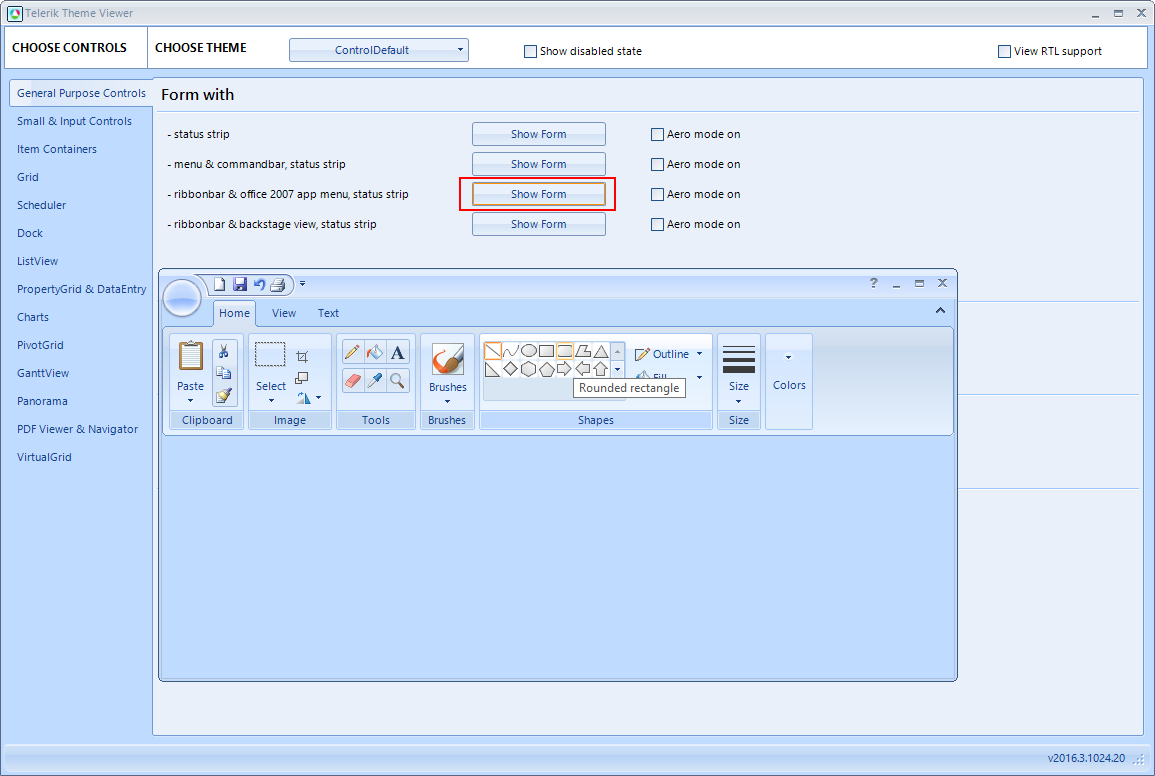 Telerik Theme Viewer
CHOOSE CONTROLS
CHOOSE THEME
ControlDefault
Show disabled state
View RTL support
General Purpose Controls
Small & Input Controls
Item Containers
Grid
Scheduler
Dock
ListView
PropertyGrid & DataEntry
Charts
PivotGrid
GanttView
Panorama
PDF Viewer & Navigator
VirtualGrid
Form with
- status strip Show Form Aero mode on
- menu & commandbar, status strip Show Form Aero mode on
- ribbonbar & office 2007 app menu, status strip Show Form Aero mode on
- ribbonbar & backstage view, status strip Show Form Aero mode on
Home View Text
Paste
Select
Brushes
Outline
Fill
Rounded rectangle
Size
Colors
Clipboard Image Tools Brushes Shapes Size
v2016.3.1024.20